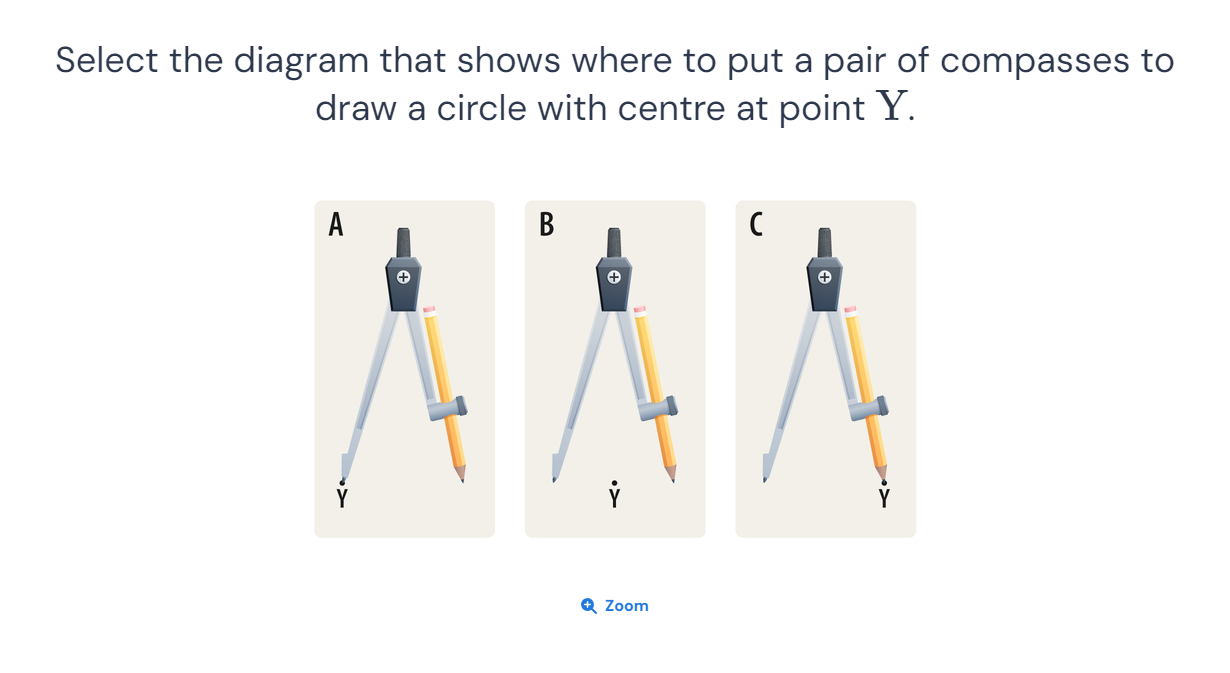 Select the diagram that shows where to put a pair of compasses to
draw a circle with centre at point Y.
A
B
C
Y
Y
Y
Zoom